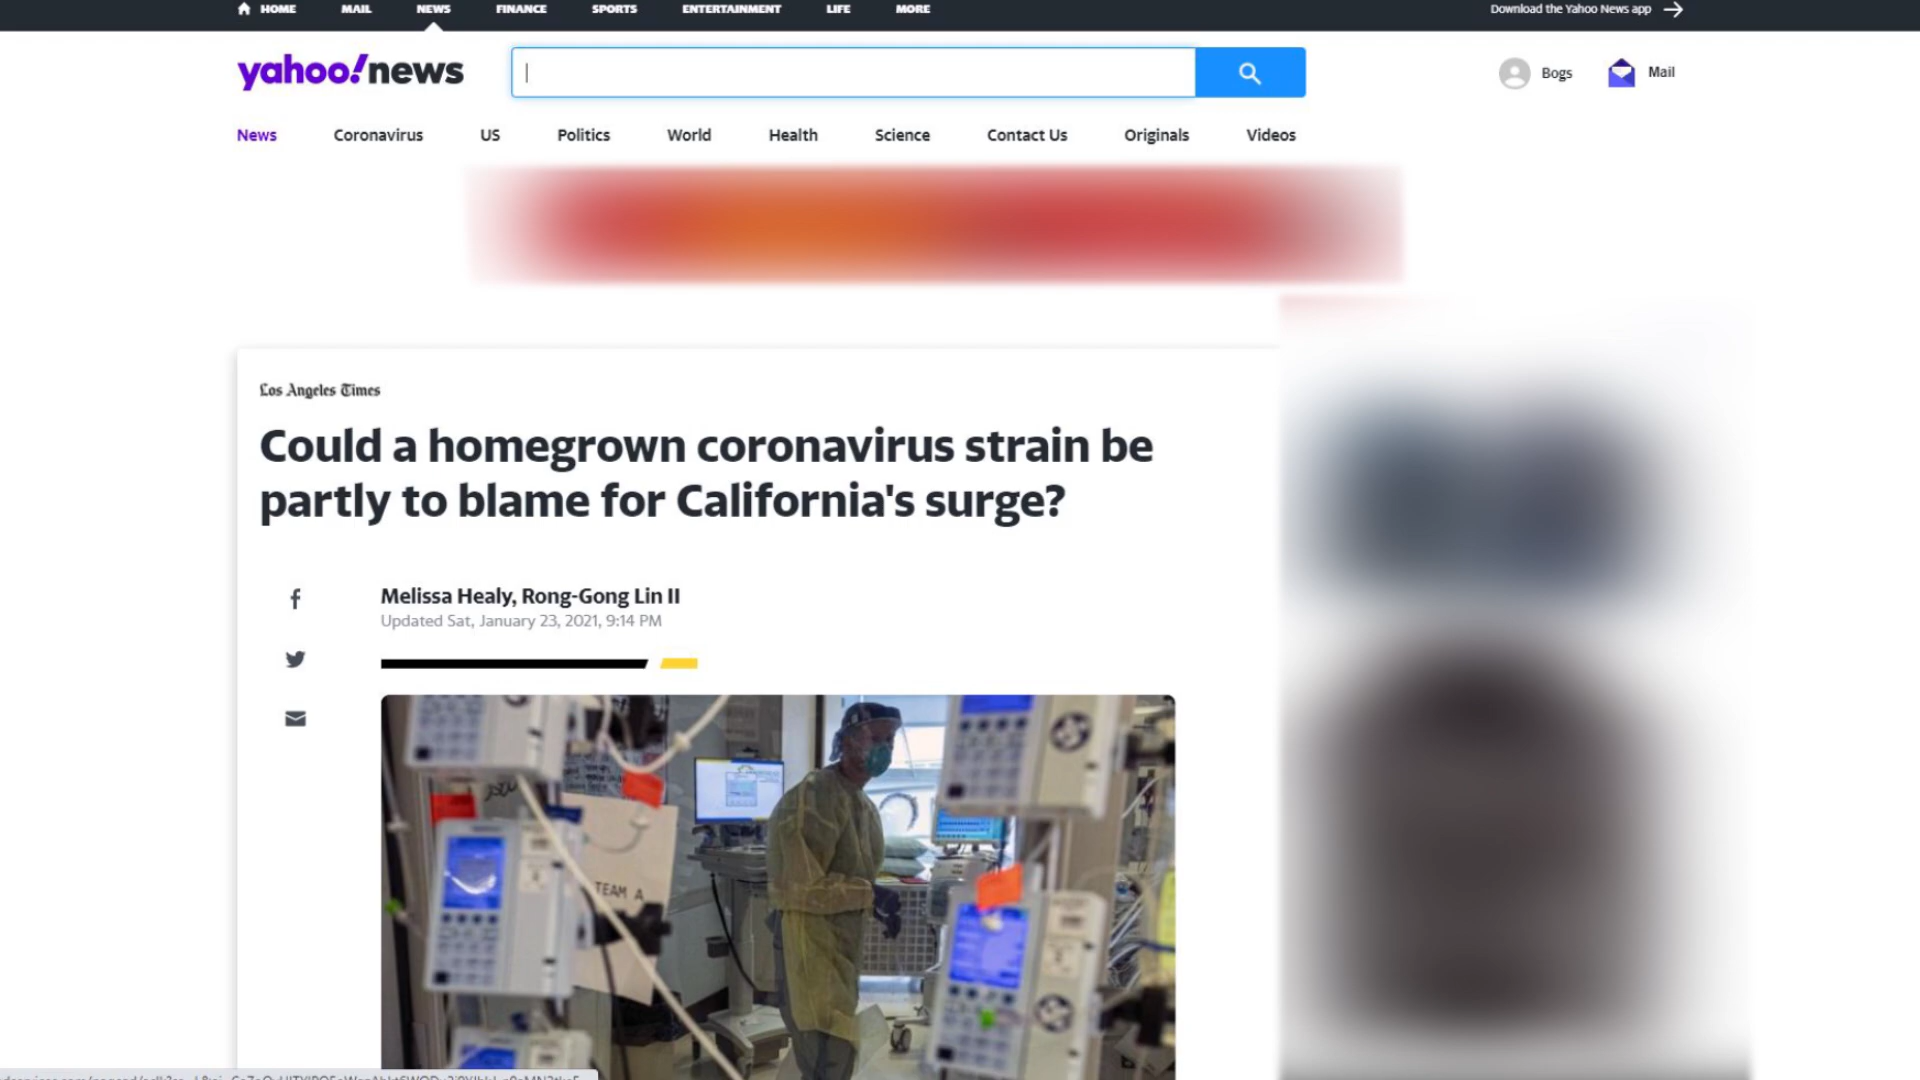 HOME MAIL NEWS FINANCE SPORTS ENTERTAINMENT LIFE MORE Download the Yahoo News app
yahoo!news
Bogs Mail
News Coronavirus US Politics World Health Science Contact Us Originals Videos
Los Angeles Times
Could a homegrown coronavirus strain be
partly to blame for California's surge?
Melissa Healy, Rong-Gong Lin II
Updated Sat, January 23, 2021, 9:14 PM
TEAM A